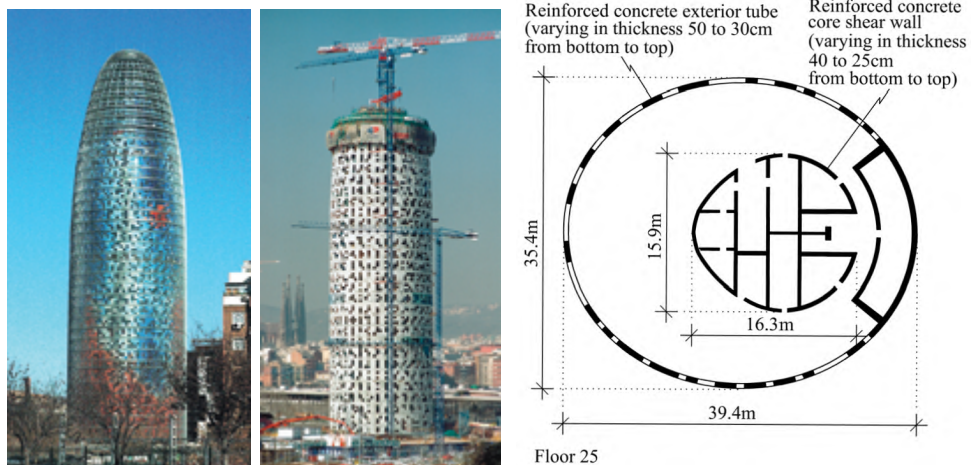 Reinforced concrete exterior tube
(varying in thickness 50 to 30cm
from bottom to top)
Reinforced concrete
core shear wall
(varying in thickness
40 to 25cm
from bottom to top)
35.4m
15.9m
16.3m
39.4m
Floor 25